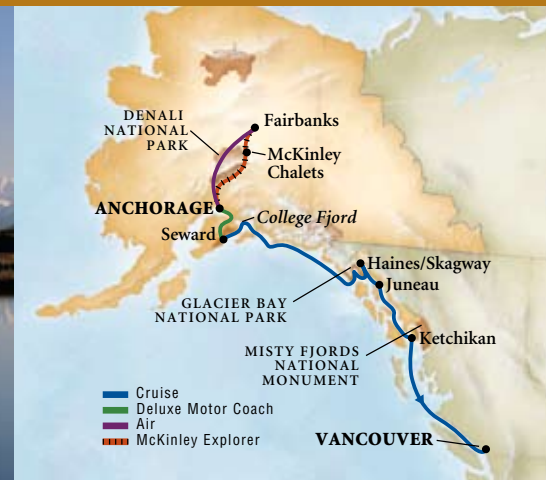 Fairbanks
DENALI
NATIONAL
PARK
McKinley
Chalets
ANCHORAGE
College Fjord
Seward
Haines/Skagway
Juneau
GLACIER BAY
NATIONAL PARK
Ketchikan
MISTY FJORDS
NATIONAL
MONUMENT
Cruise
Deluxe Motor Coach
Air
McKinley Explorer
VANCOUVER